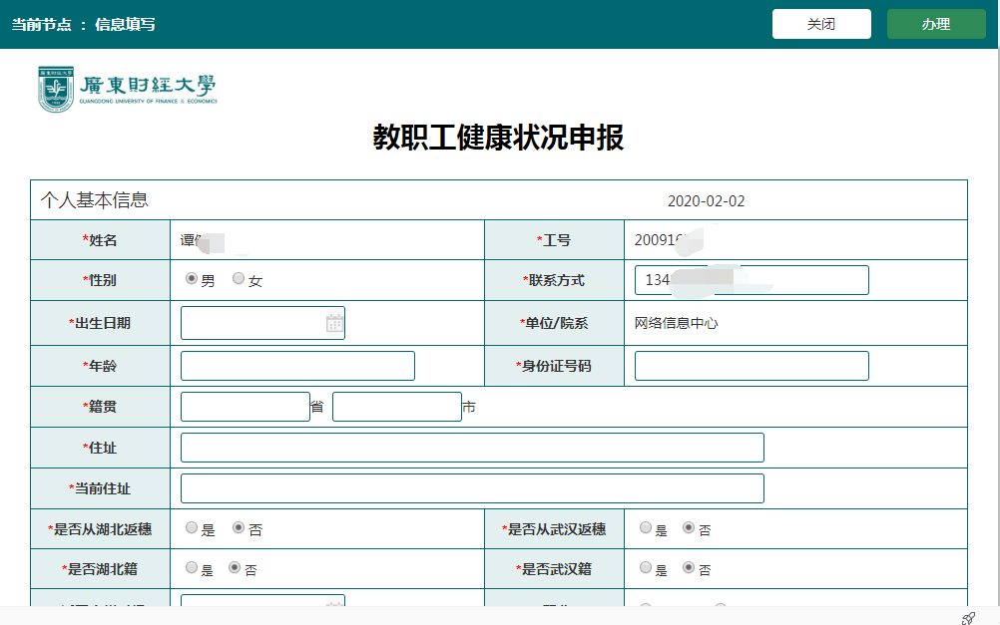 当前节点 ： 信息填写 关闭 办理
廣東財經大學
GUANGDONG UNIVERSITY OF FINANCE & ECONOMICS
教职工健康状况申报
个人基本信息 2020-02-02
*姓名 谭 *工号 20091
*性别 男 女 *联系方式 134
*出生日期 *单位/院系 网络信息中心
*年龄 *身份证号码
*籍贯 省 市
*住址
*当前住址
*是否从湖北返穗 是 否 *是否从武汉返穗 是 否
*是否湖北籍 是 否 *是否武汉籍 是 否